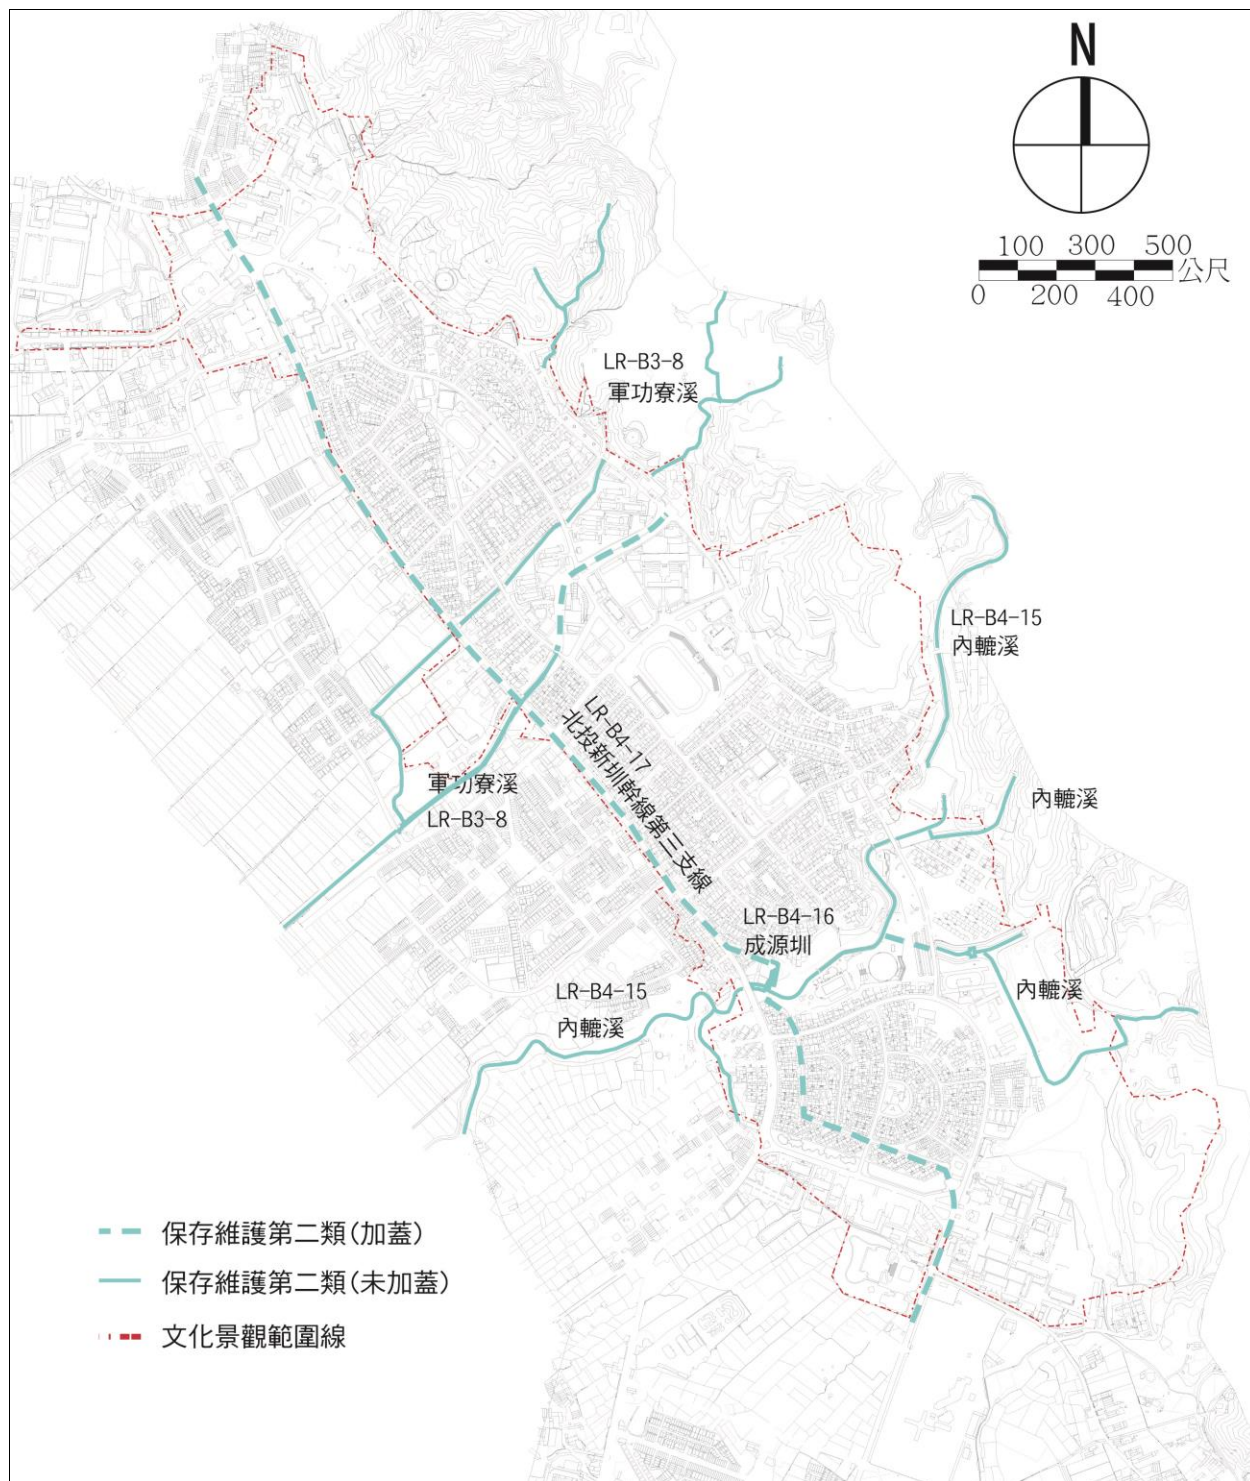 N
100 300 500
公尺
0 200 400
LR-B3-8
軍功寮溪
LR-B4-15
內轆溪
LR-B4-17
北投新圳幹線第三支線
軍功寮溪
LR-B3-8
內轆溪
LR-B4-16
成源圳
LR-B4-15
內轆溪
內轆溪
保存維護第二類(加蓋)
保存維護第二類(未加蓋)
文化景觀範圍線